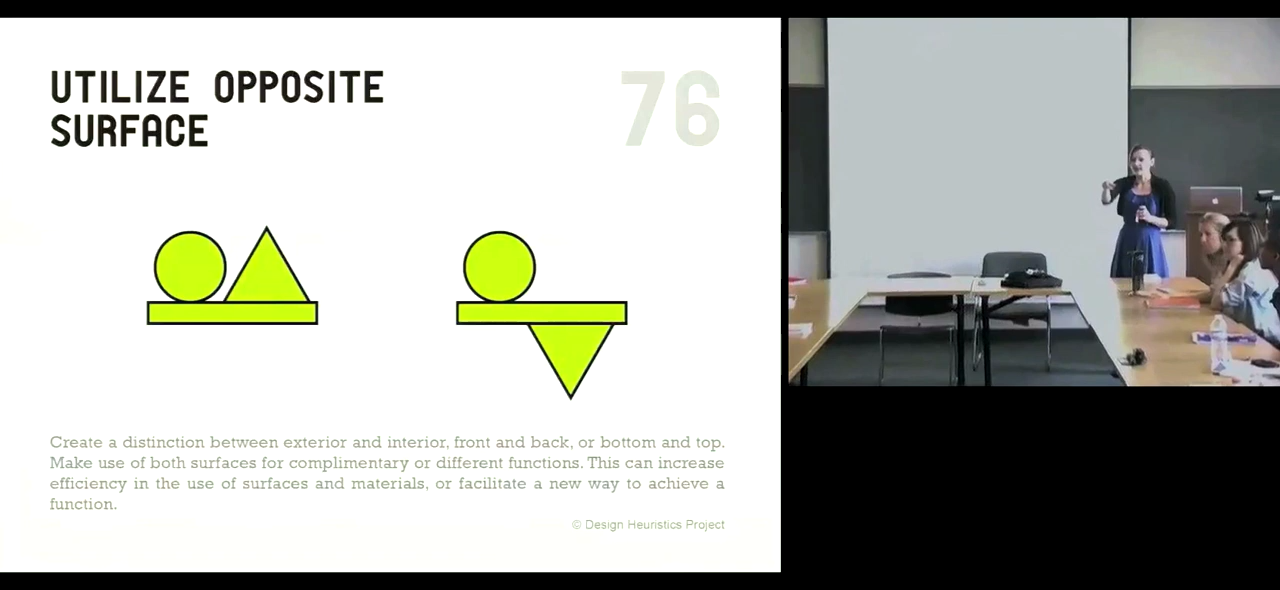 UTILIZE OPPOSITE
SURFACE
76
Create a distinction between exterior and interior, front and back, or bottom and top.
Make use of both surfaces for complimentary or different functions. This can increase
efficiency in the use of surfaces and materials, or facilitate a new way to achieve a
function.
© Design Heuristics Project